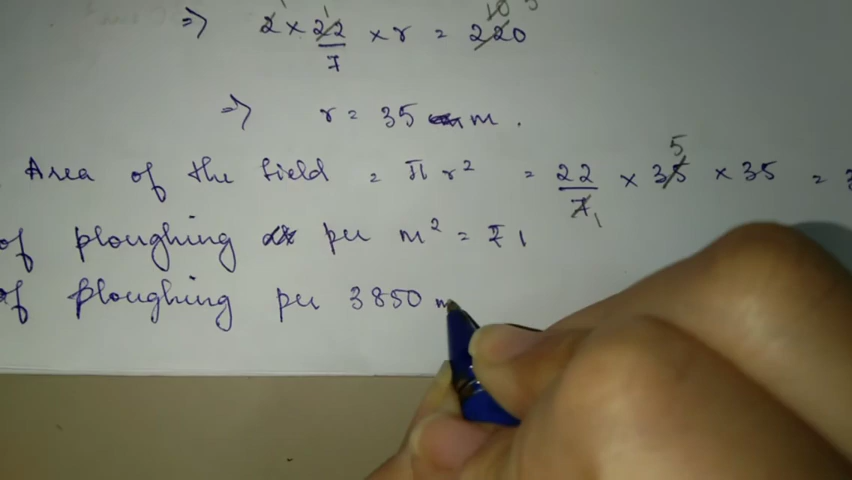 ⇒ 2 × 22/7 × r = 220
⇒ r = 35 m.
Area of the field = πr² = 22/7 × 35 × 35 =
of ploughing per m² = ₹1
of ploughing per 3850 m